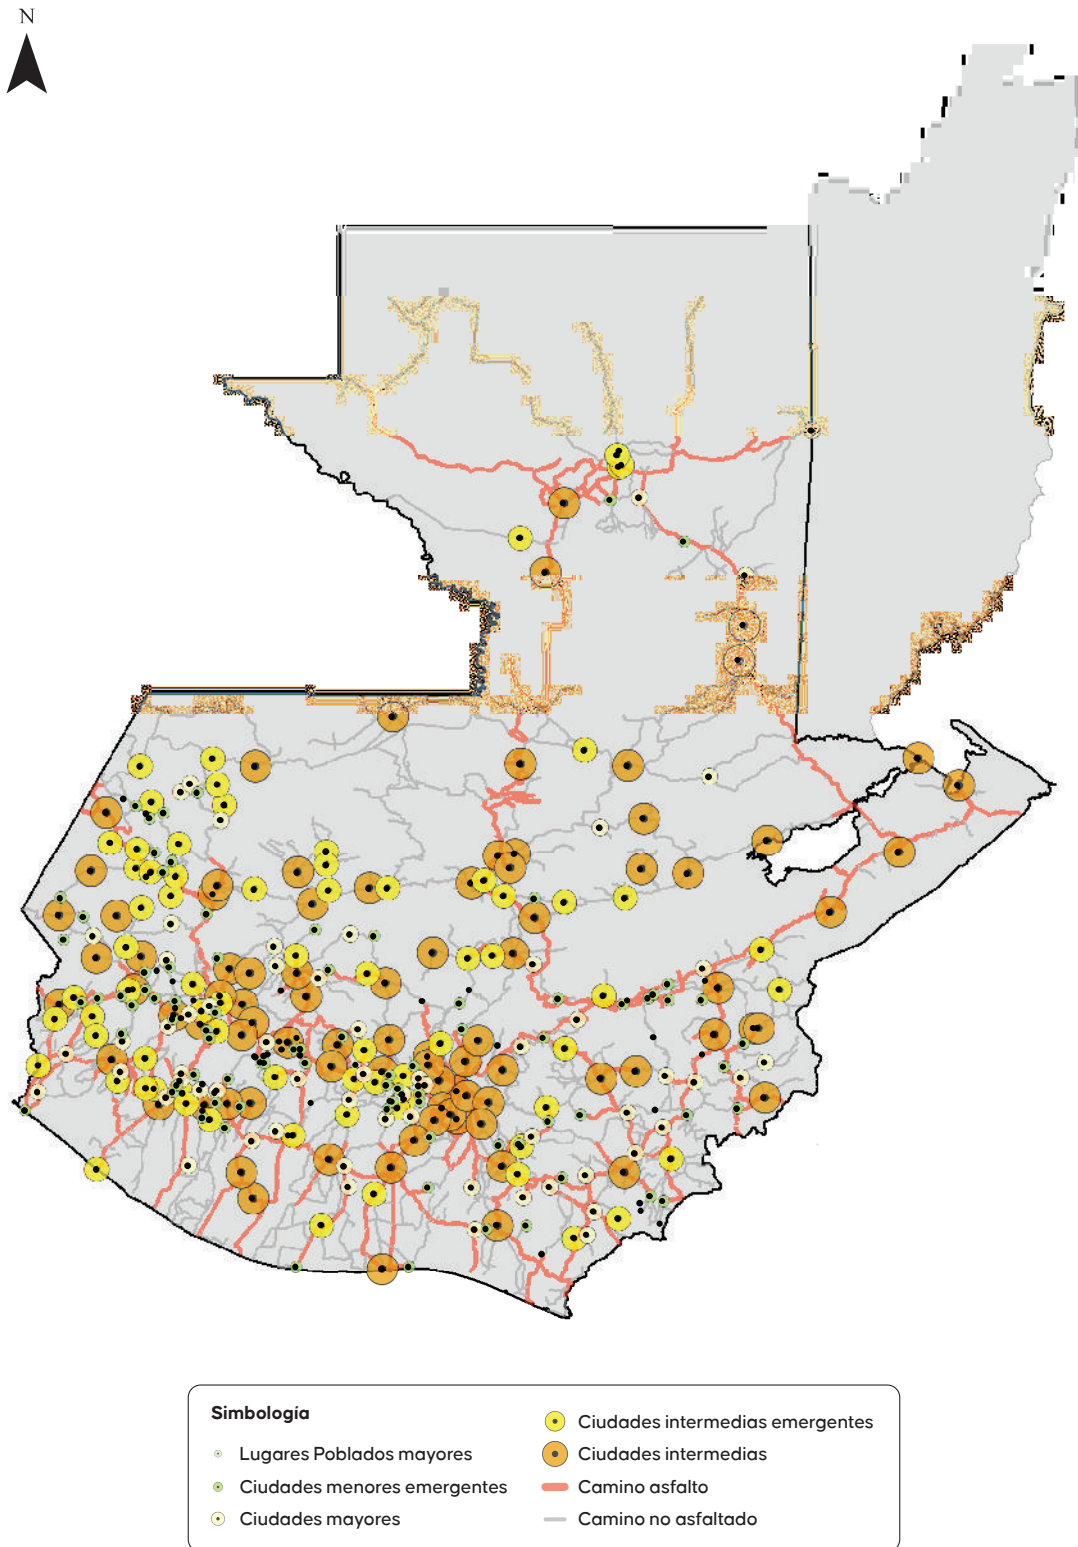 N
Simbología
Lugares Poblados mayores
Ciudades menores emergentes
Ciudades mayores
Ciudades intermedias emergentes
Ciudades intermedias
Camino asfalto
Camino no asfaltado